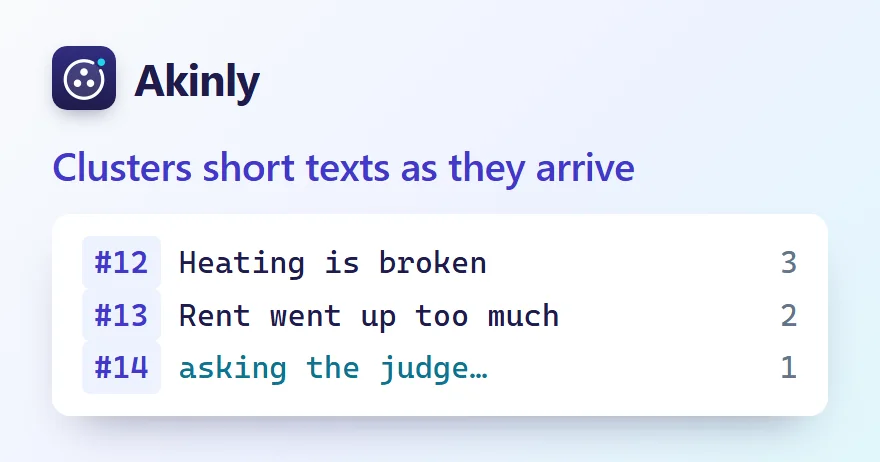 Akinly
Clusters short texts as they arrive
#12 Heating is broken 3
#13 Rent went up too much 2
#14 asking the judge… 1